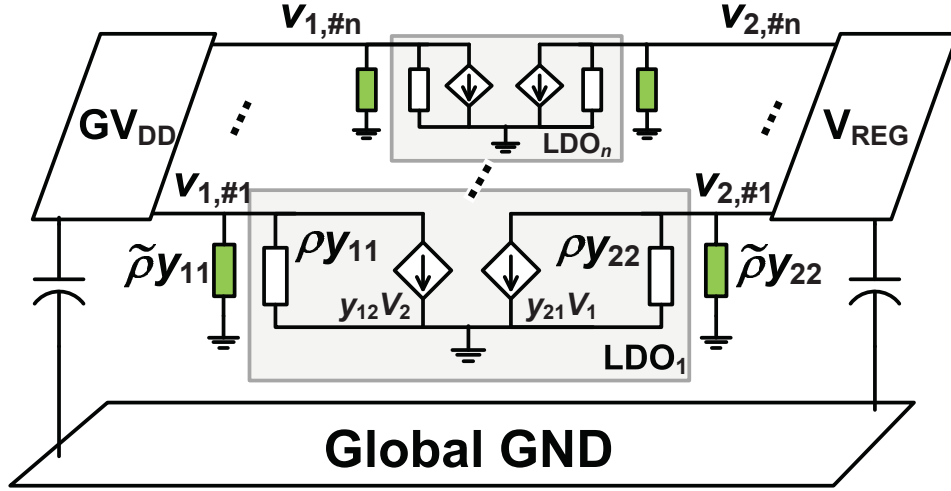 v1,#n
v2,#n
GVDD
VREG
LDOn
v1,#1
v2,#1
ρ̃y11
ρy11
ρy22
ρ̃y22
y12V2
y21V1
LDO1
Global GND